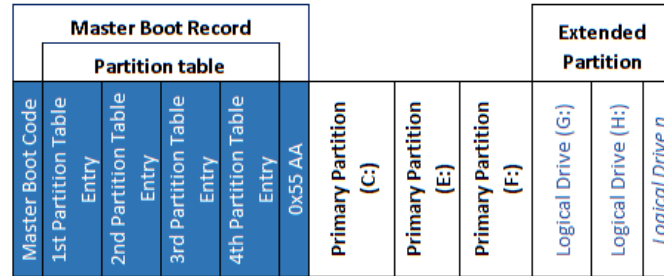 Master Boot Record
Extended
Partition
Partition table
Master Boot Code
1st Partition Table
Entry
2nd Partition Table
Entry
3rd Partition Table
Entry
4th Partition Table
Entry
0x55 AA
Primary Partition
(C:)
Primary Partition
(E:)
Primary Partition
(F:)
Logical Drive (G:)
Logical Drive (H:)
Logical Drive n